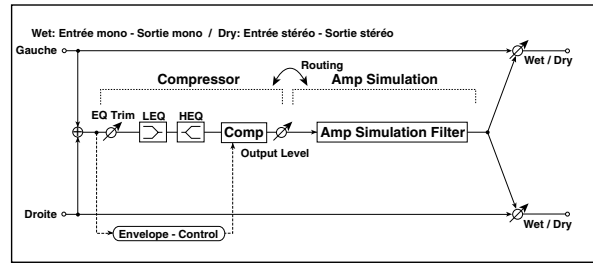 Wet: Entrée mono - Sortie mono / Dry: Entrée stéréo - Sortie stéréo
Gauche
Wet / Dry
Routing
Compressor
Amp Simulation
EQ Trim
LEQ
HEQ
Comp
Output Level
Amp Simulation Filter
Droite
Wet / Dry
Envelope - Control